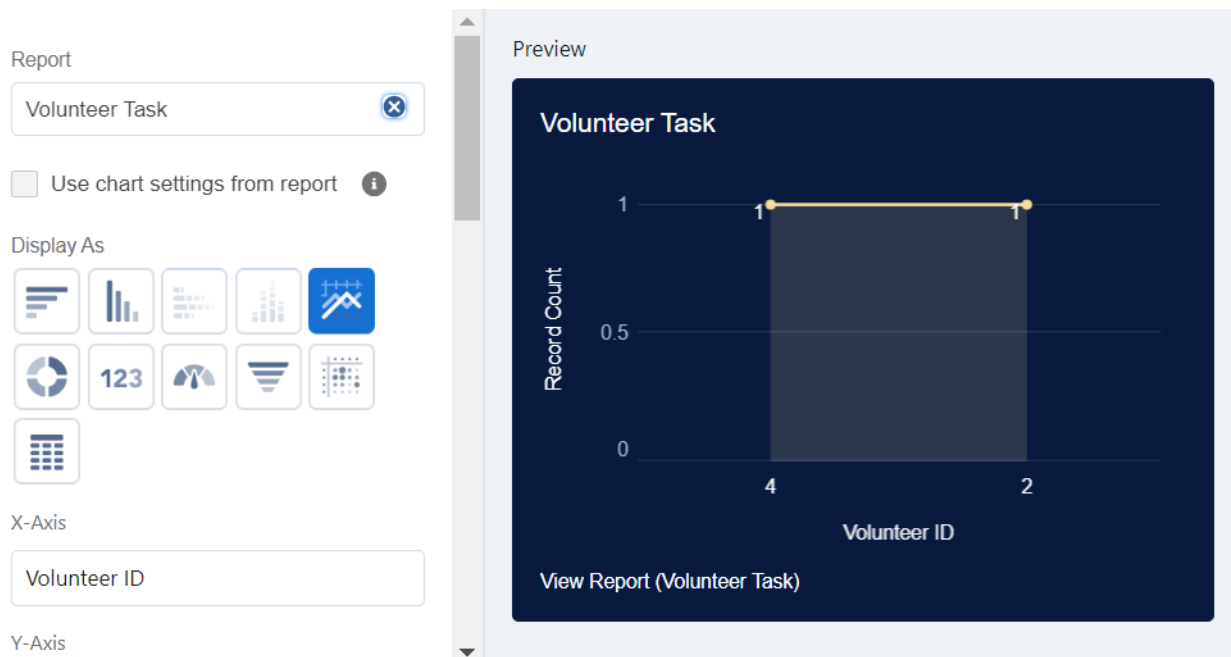 Report
Volunteer Task
Use chart settings from report
Display As
123
X-Axis
Volunteer ID
Y-Axis
Preview
Volunteer Task
1
0.5
0
Record Count
1
1
4
2
Volunteer ID
View Report (Volunteer Task)